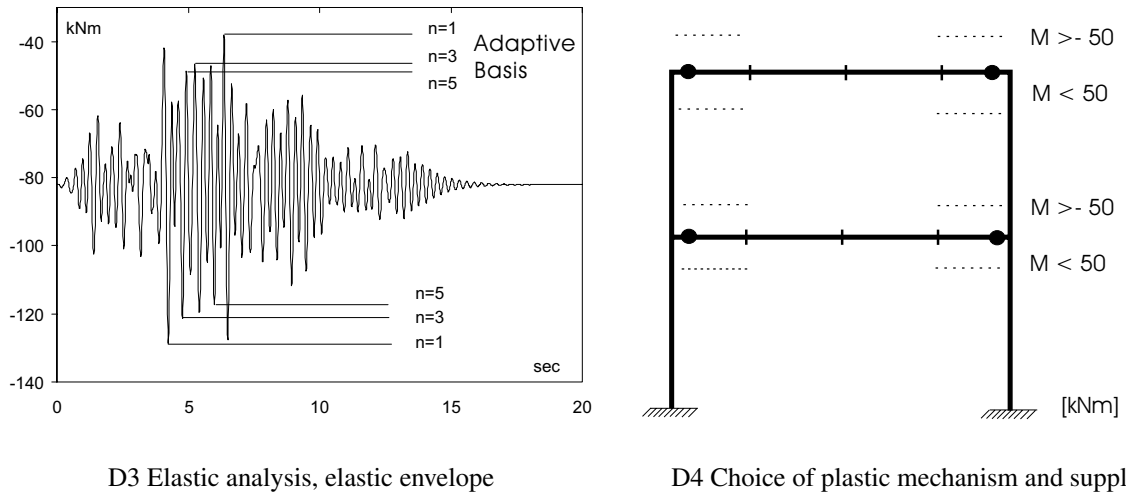 kNm
-40
-60
-80
-100
-120
-140
0
5
10
15
20
sec
n=1
n=3
n=5
Adaptive
Basis
n=5
n=3
n=1
D3 Elastic analysis, elastic envelope
M >- 50
M < 50
M >- 50
M < 50
[kNm]
D4 Choice of plastic mechanism and suppl